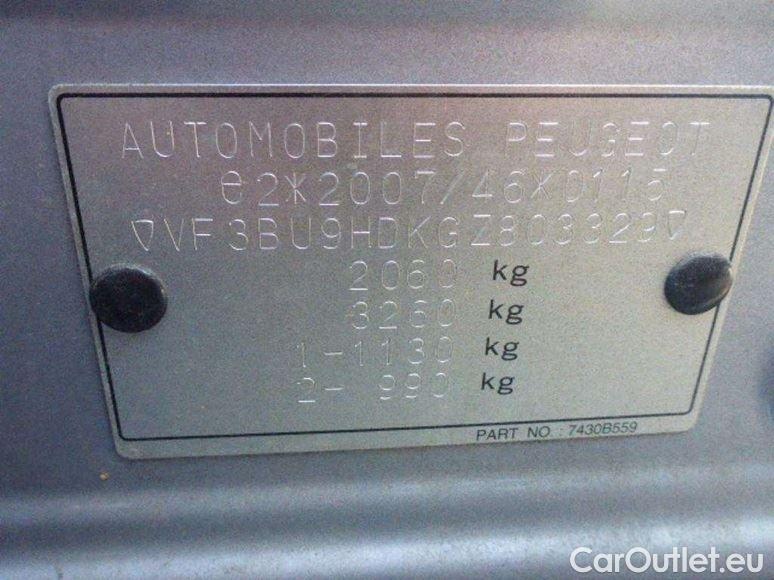 AUTOMOBILES PEUGEOT
e2*2007/46*0115
▽VF3BU9HDKGZ803329▽
2060 kg
3260 kg
1-1130 kg
2- 990 kg
PART NO. : 7430B559
CarOutlet.eu